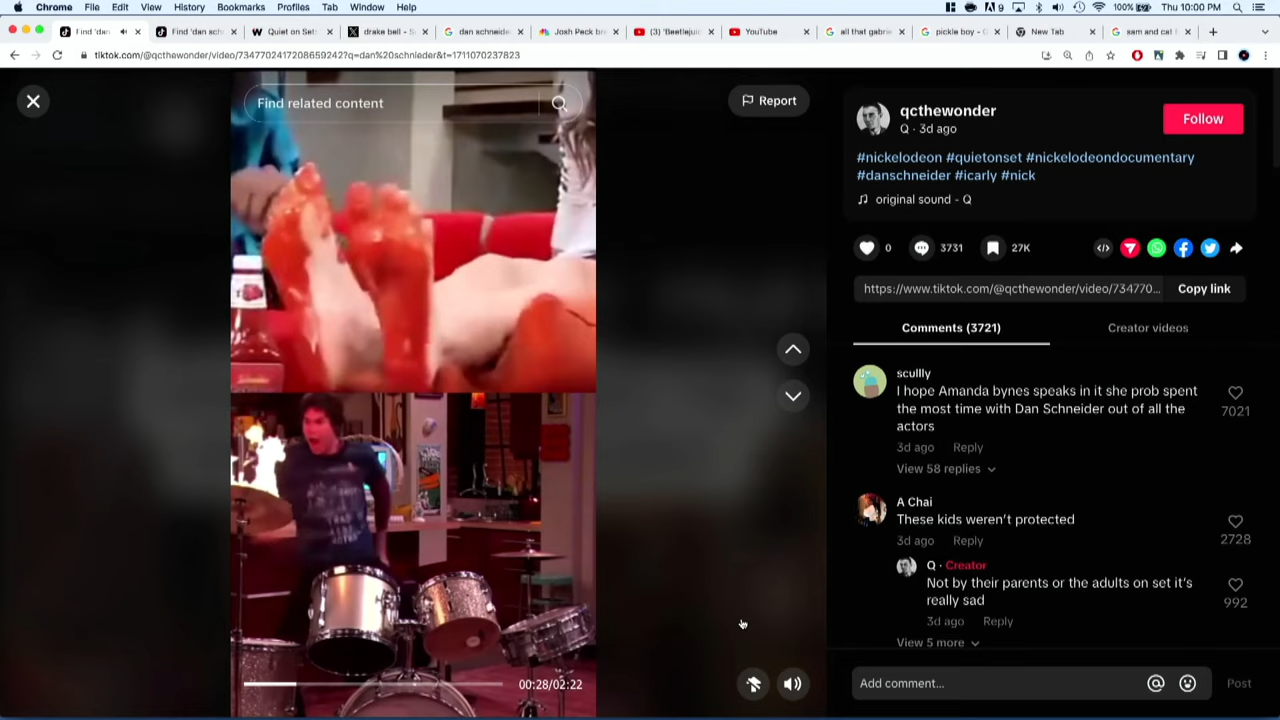 Chrome File Edit View History Bookmarks Profiles Tab Window Help
9 100% Thu 10:00 PM
Find 'dan
Find 'dan sch
Quiet on Set:
drake bell - S
dan schneide
Josh Peck bre
(3) 'Beetlejuic
YouTube
all that gabrie
pickle boy - G
New Tab
sam and cat
tiktok.com/@qcthewonder/video/7347702417208659242?q=dan%20schnieder&t=1711070237823
Find related content
Report
00:28/02:22
qcthewonder
Q · 3d ago
Follow
#nickelodeon #quietonset #nickelodeondocumentary
#danschneider #icarly #nick
original sound - Q
0 3731 27K
https://www.tiktok.com/@qcthewonder/video/734770...
Copy link
Comments (3721)
Creator videos
scullly
I hope Amanda bynes speaks in it she prob spent
the most time with Dan Schneider out of all the
actors
7021
3d ago Reply
View 58 replies
A Chai
These kids weren't protected
2728
3d ago Reply
Q · Creator
Not by their parents or the adults on set it's
really sad
992
3d ago Reply
View 5 more
Add comment...
Post